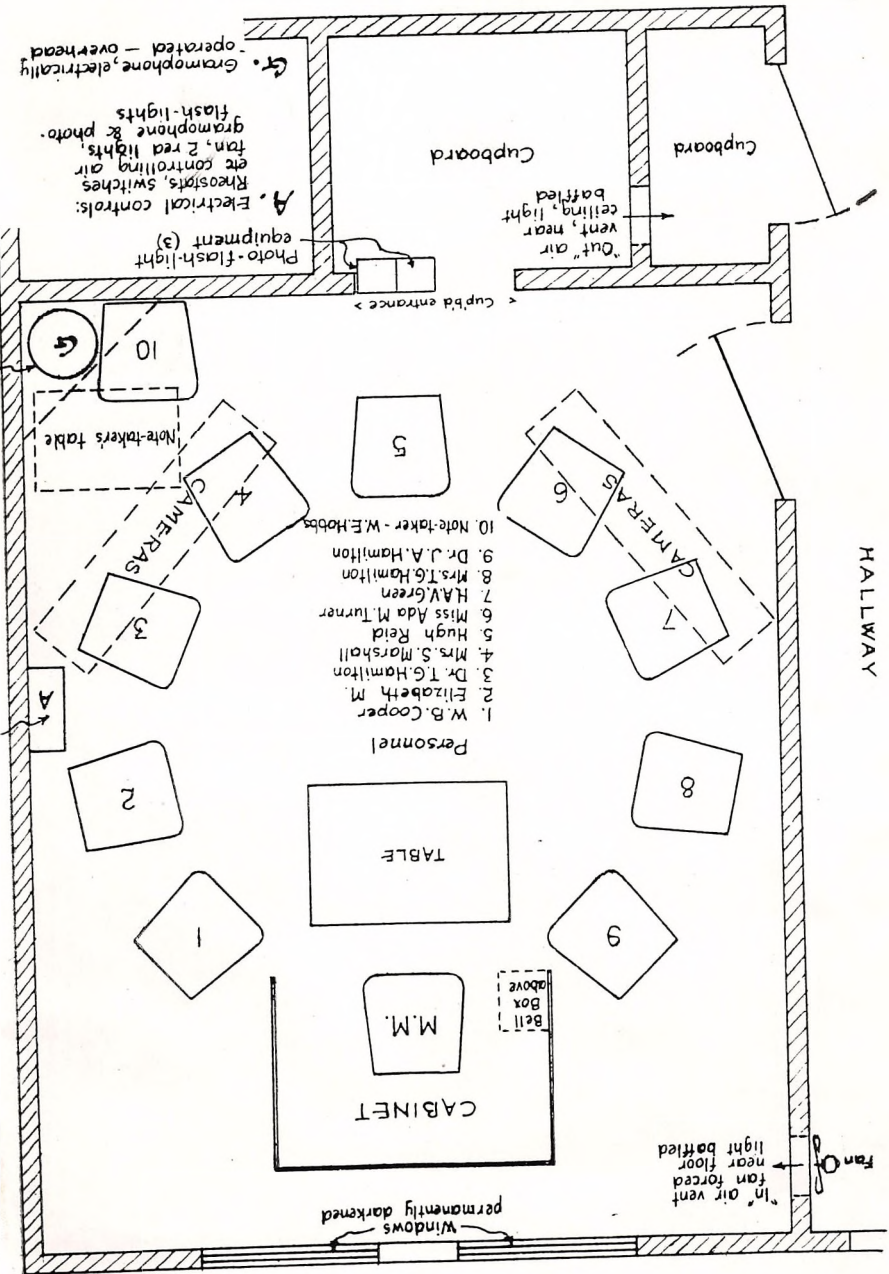 Windows
permanently darkened
Fan
"In" air vent
fan forced
near floor
light baffled
CABINET
Bell
Box
above
M.M.
9
1
TABLE
8
2
HALLWAY
Personnel
1. W.B.Cooper
2. Elizabeth M.
3. Dr. T.G.Hamilton
4. Mrs.S.Marshall
5. Hugh Reid
6. Miss Ada M.Turner
7. H.A.V.Green
8. Mrs.T.G.Hamilton
9. Dr. J.A.Hamilton
10. Note-taker - W.E.Hobbs
A
7
3
CAMERAS
CAMERAS
6
4
5
Note-taker's table
10
G
< Cupb'd entrance >
Photo-flash-light
equipment (3)
"Out" air
vent, near
ceiling, light
baffled
Cupboard
Cupboard
A. Electrical controls:
Rheostats, switches
etc controlling air
fan, 2 red lights,
gramophone & photo-
flash-lights
G. Gramophone, electrically
operated — overhead